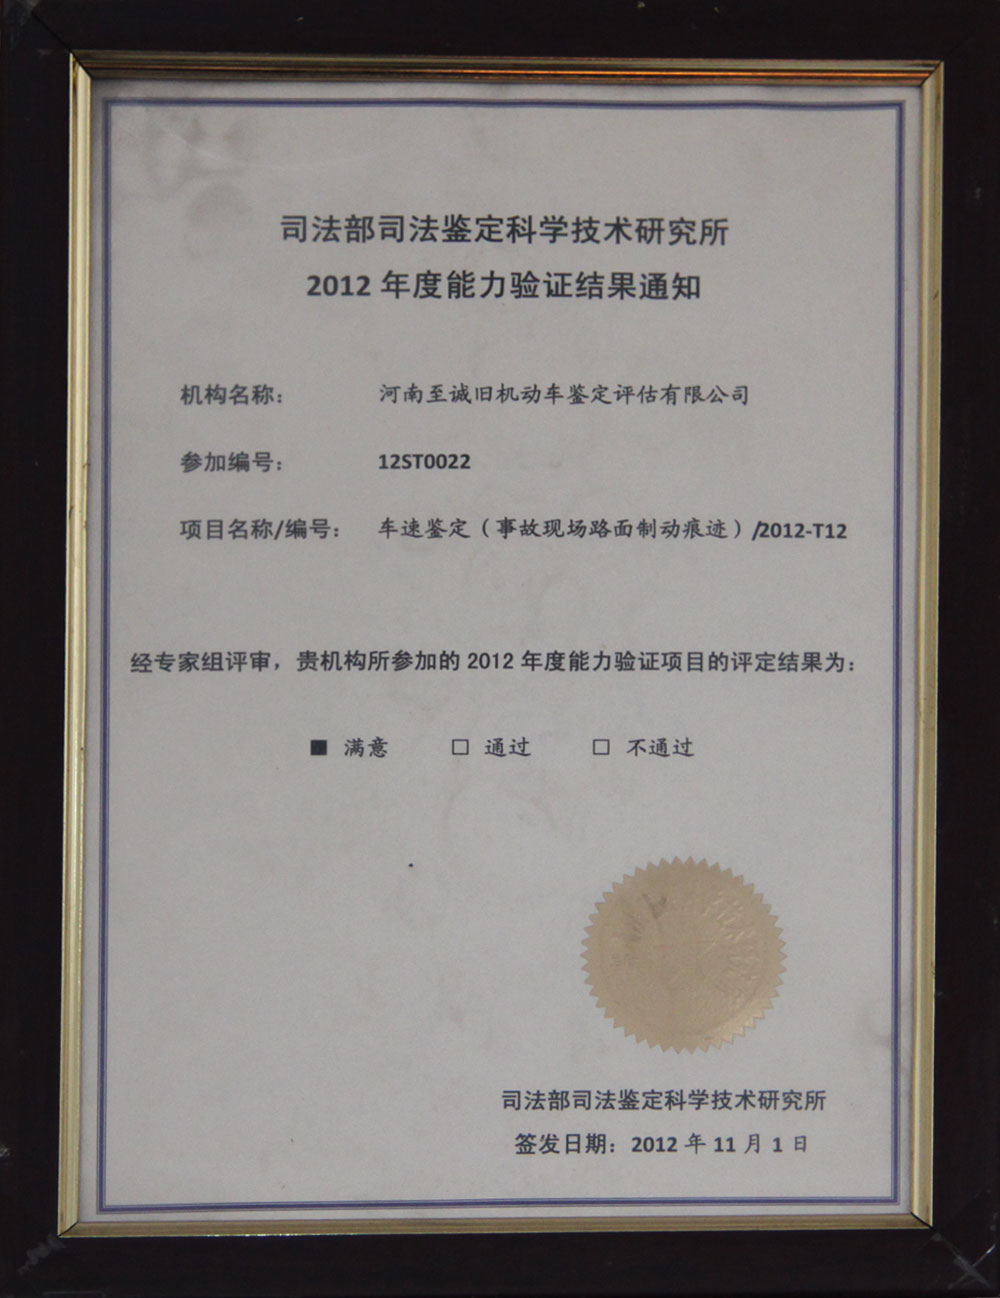 司法部司法鉴定科学技术研究所
2012 年度能力验证结果通知
机构名称： 河南至诚旧机动车鉴定评估有限公司
参加编号： 12ST0022
项目名称/编号： 车速鉴定（事故现场路面制动痕迹）/2012-T12
经专家组评审，贵机构所参加的 2012 年度能力验证项目的评定结果为：
■ 满意 □ 通过 □ 不通过
司法部司法鉴定科学技术研究所
签发日期：2012 年 11 月 1 日